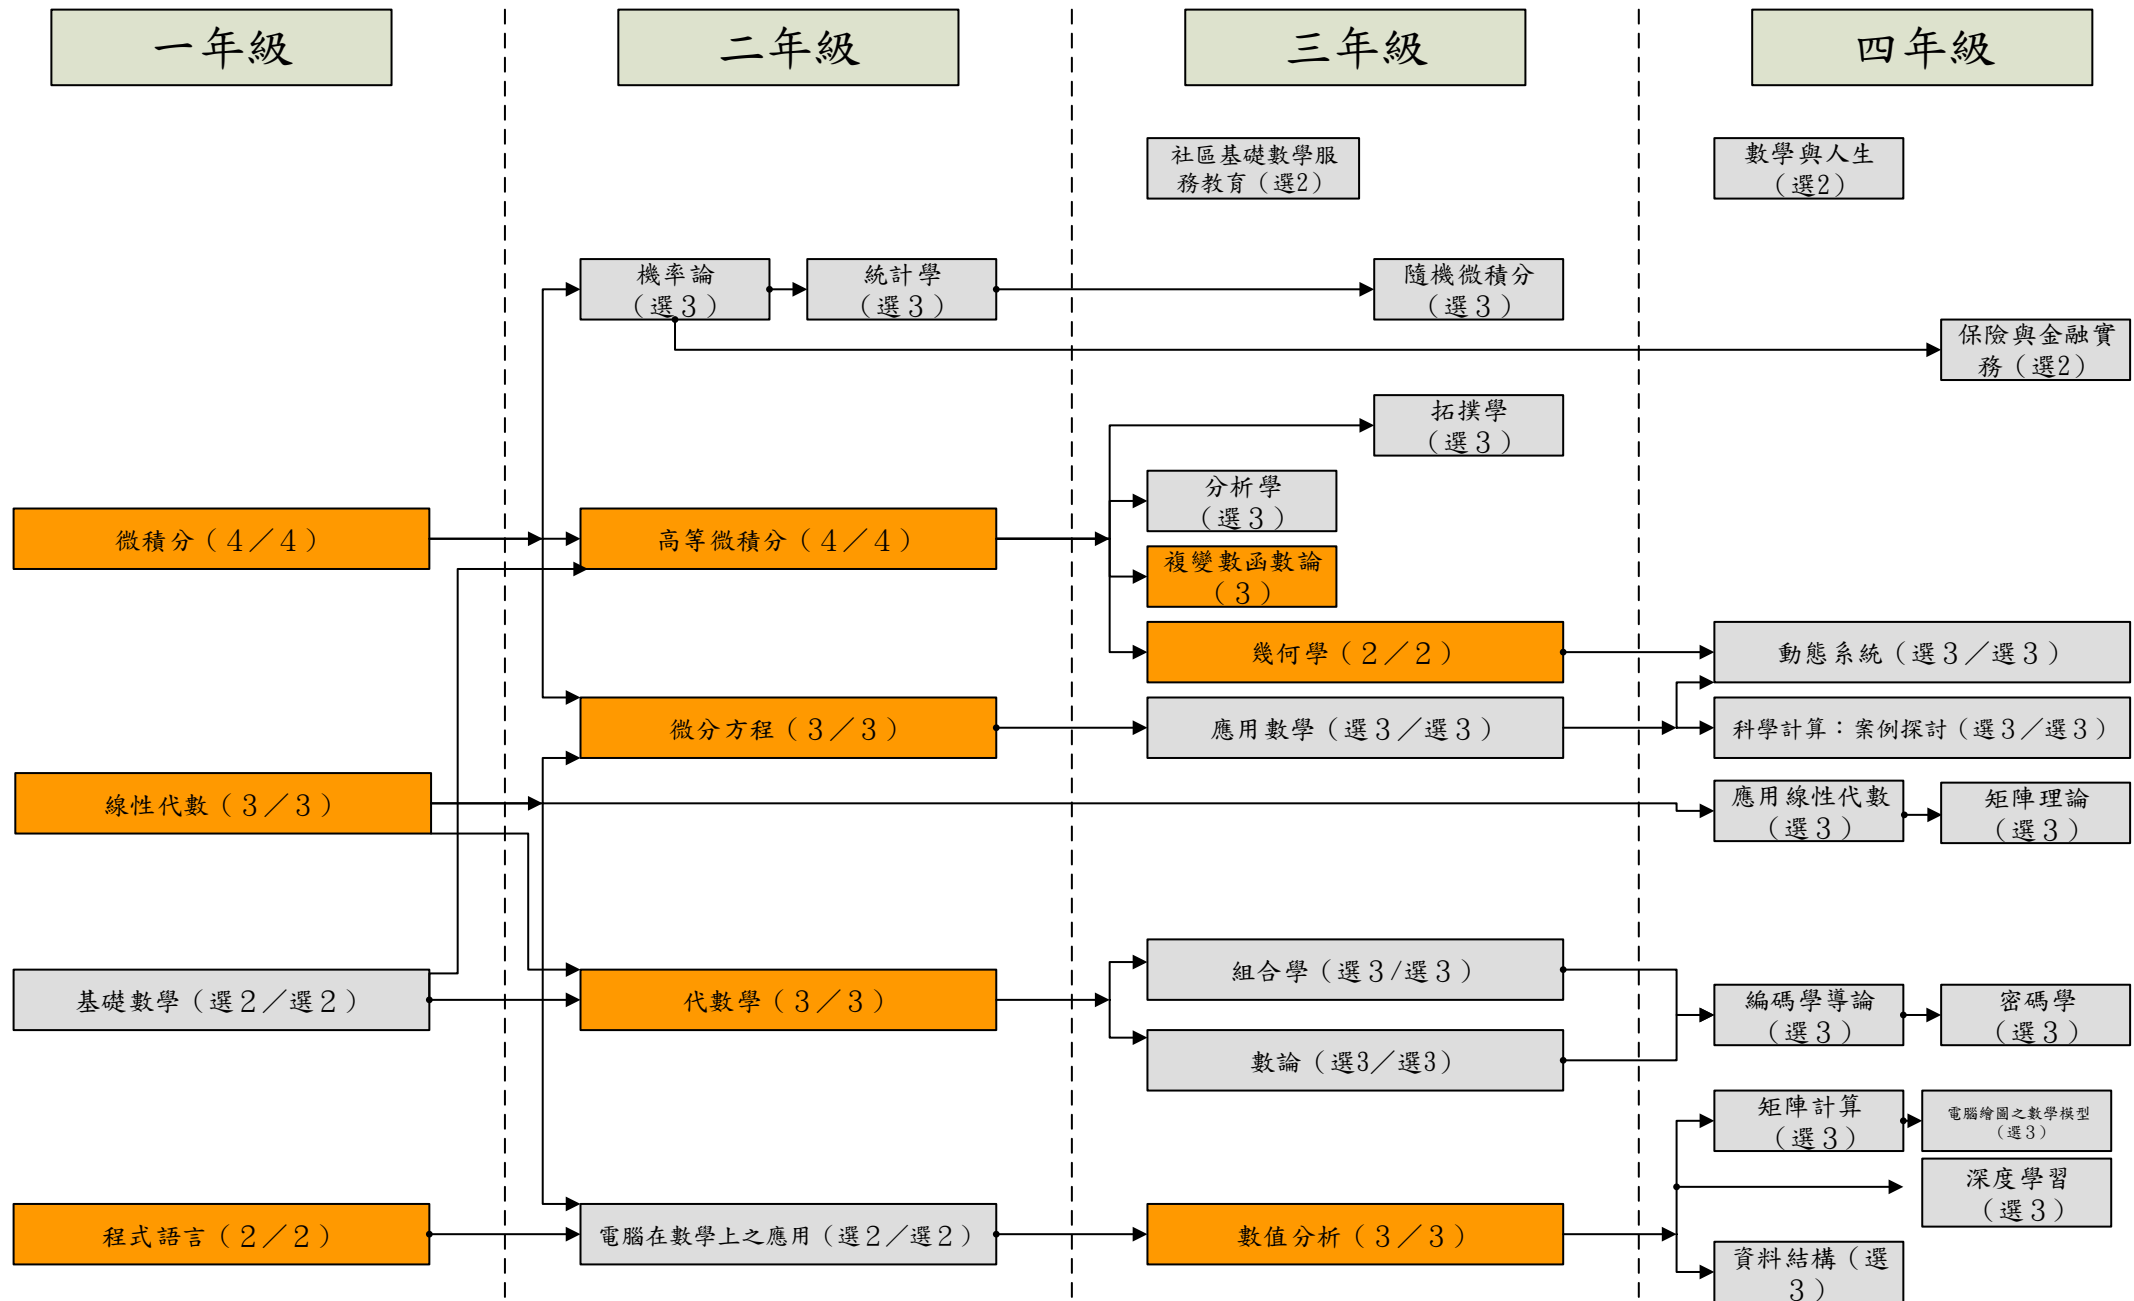 一年級
二年級
三年級
四年級
社區基礎數學服
務教育（選2）
數學與人生
（選2）
機率論
（選３）
統計學
（選３）
隨機微積分
（選３）
保險與金融實
務（選2）
拓撲學
（選３）
分析學
（選３）
微積分（４／４）
高等微積分（４／４）
複變數函數論
（３）
幾何學（２／２）
動態系統（選３／選３）
微分方程（３／３）
應用數學（選３／選３）
科學計算：案例探討（選３／選３）
線性代數（３／３）
應用線性代數
（選３）
矩陣理論
（選３）
基礎數學（選２／選２）
代數學（３／３）
組合學（選３/選３）
數論（選3／選3）
編碼學導論
（選３）
密碼學
（選３）
矩陣計算
（選３）
電腦繪圖之數學模型
（選３）
深度學習
（選３）
程式語言（２／２）
電腦在數學上之應用（選２／選２）
數值分析（３／３）
資料結構（選
３）